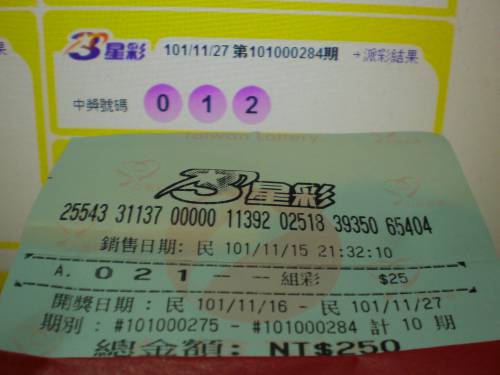 3星彩 101/11/27 第101000284期 →派彩結果
中獎號碼 0 1 2
Taiwan Lottery
3星彩
25543 31137 00000 11392 02518 39350 65404
銷售日期: 民 101/11/15 21:32:10
A. 0 2 1 － － 組彩 $25
開獎日期 : 民 101/11/16 - 民 101/11/27
期別 : #101000275 - #101000284 計 10 期
總金額: NT$250